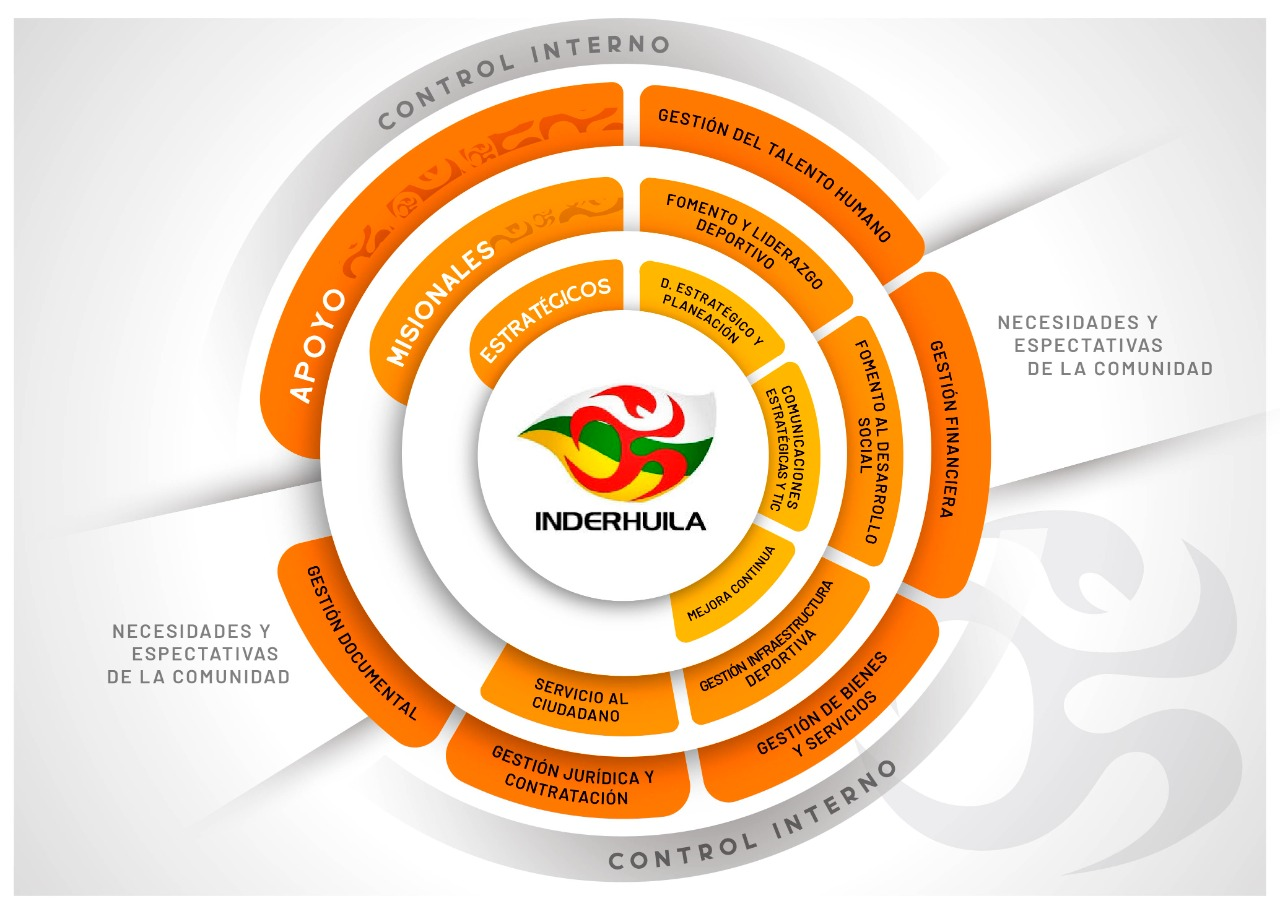 CONTROL INTERNO
APOYO
GESTIÓN DEL TALENTO HUMANO
GESTIÓN FINANCIERA
GESTIÓN DE BIENES
Y SERVICIOS
GESTIÓN JURÍDICA Y
CONTRATACIÓN
GESTIÓN DOCUMENTAL
MISIONALES
FOMENTO Y LIDERAZGO
DEPORTIVO
FOMENTO AL DESARROLLO
SOCIAL
GESTIÓN INFRAESTRUCTURA
DEPORTIVA
SERVICIO AL
CIUDADANO
ESTRATÉGICOS
D. ESTRATÉGICO Y
PLANEACIÓN
COMUNICACIONES
ESTRATÉGICAS Y TIC
MEJORA CONTINUA
INDERHUILA
NECESIDADES Y
ESPECTATIVAS
DE LA COMUNIDAD
NECESIDADES Y
ESPECTATIVAS
DE LA COMUNIDAD
CONTROL INTERNO